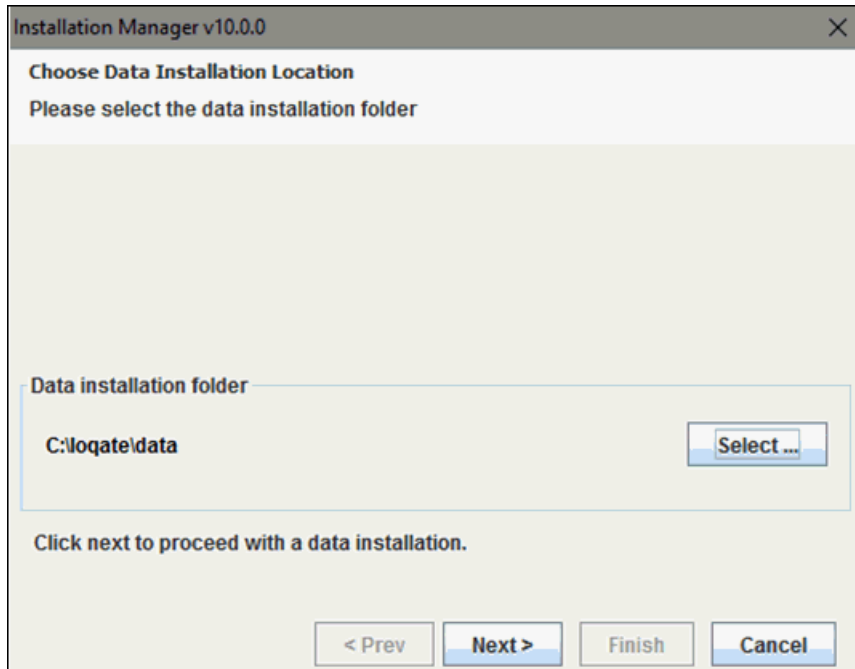 Installation Manager v10.0.0
Choose Data Installation Location
Please select the data installation folder
Data installation folder
C:\loqate\data
Select ...
Click next to proceed with a data installation.
< Prev
Next >
Finish
Cancel